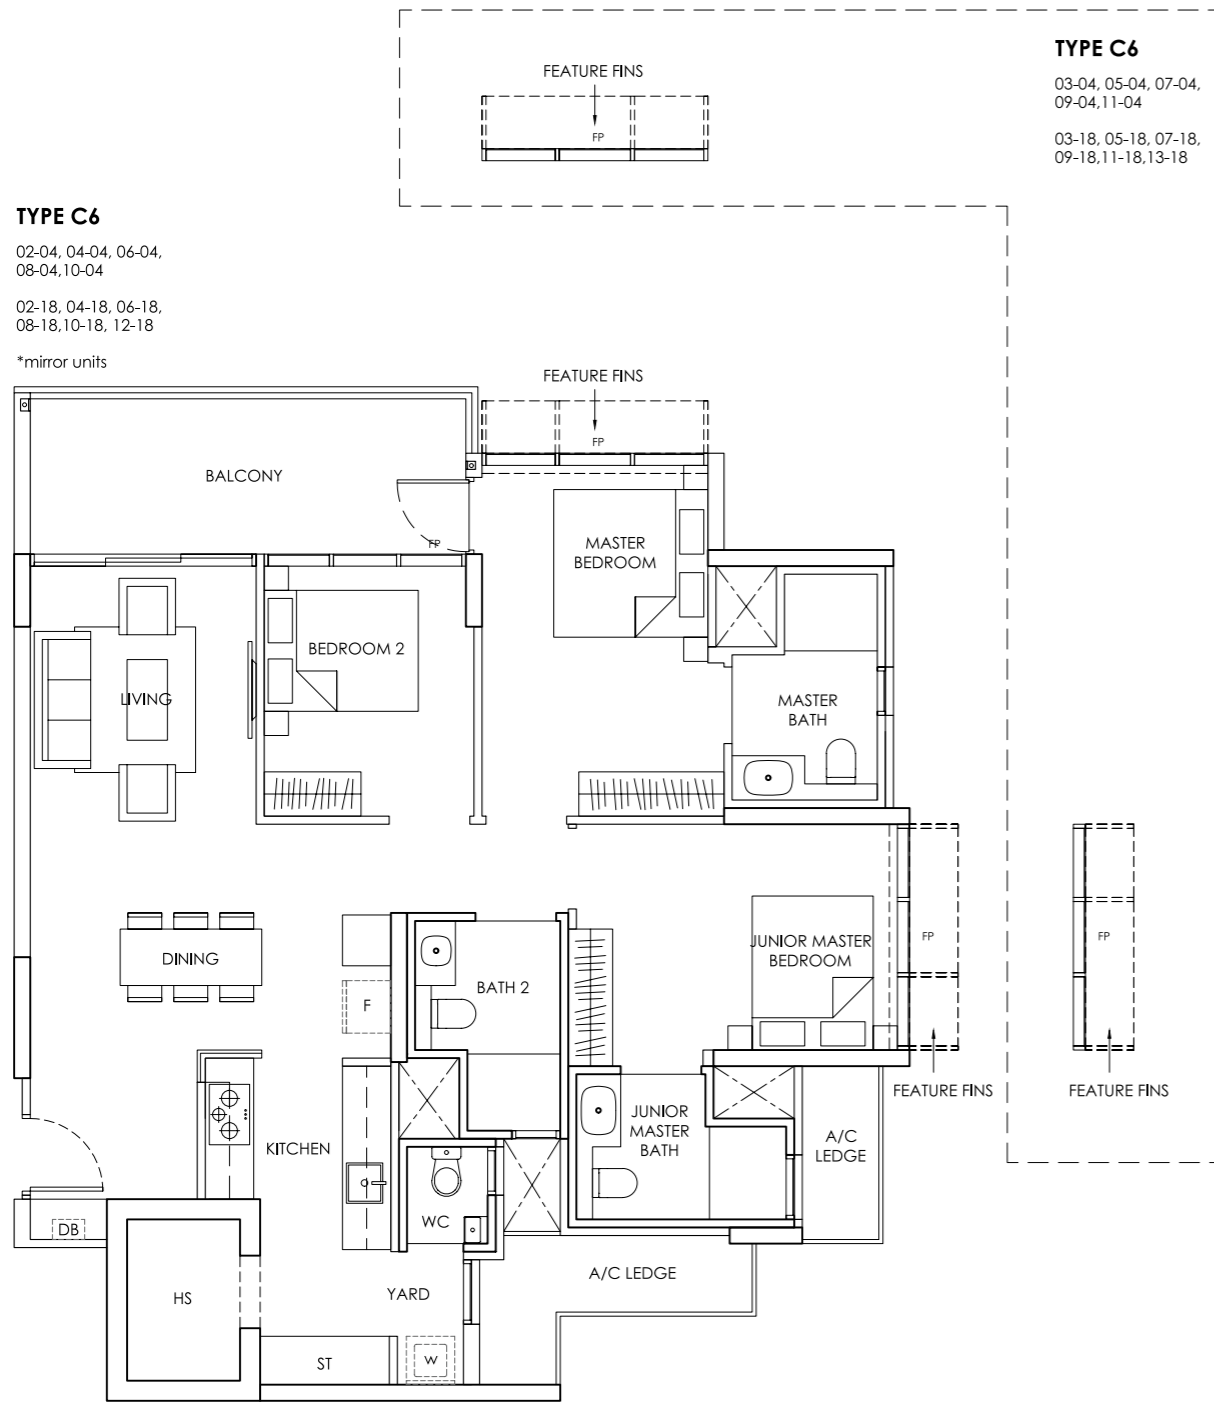 FEATURE FINS
FP
TYPE C6
03-04, 05-04, 07-04,
09-04,11-04
03-18, 05-18, 07-18,
09-18,11-18,13-18
TYPE C6
02-04, 04-04, 06-04,
08-04,10-04
02-18, 04-18, 06-18,
08-18,10-18, 12-18
*mirror units
FEATURE FINS
FP
BALCONY
FP
MASTER
BEDROOM
BEDROOM 2
LIVING
MASTER
BATH
DINING
F
BATH 2
JUNIOR MASTER
BEDROOM
FP
FP
FEATURE FINS
FEATURE FINS
KITCHEN
JUNIOR
MASTER
BATH
A/C
LEDGE
DB
WC
HS
YARD
A/C LEDGE
ST
W